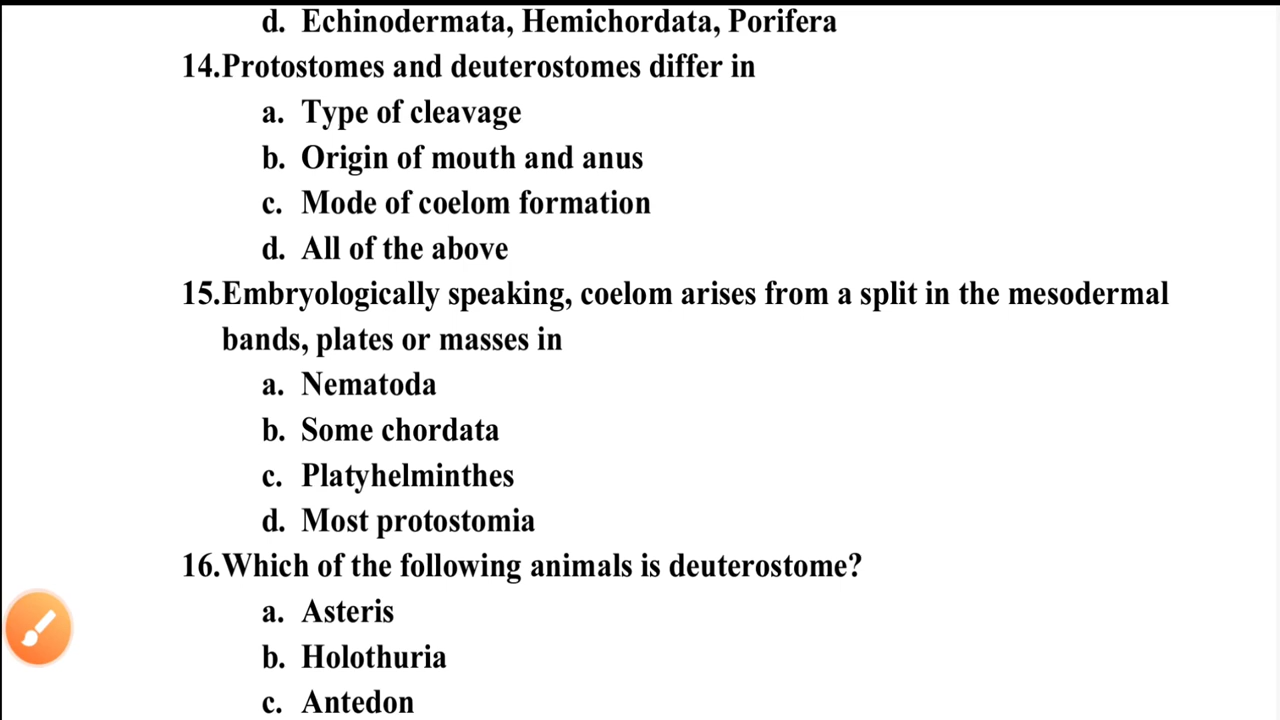 d. Echinodermata, Hemichordata, Porifera
14.Protostomes and deuterostomes differ in
a. Type of cleavage
b. Origin of mouth and anus
c. Mode of coelom formation
d. All of the above
15.Embryologically speaking, coelom arises from a split in the mesodermal
bands, plates or masses in
a. Nematoda
b. Some chordata
c. Platyhelminthes
d. Most protostomia
16.Which of the following animals is deuterostome?
a. Asteris
b. Holothuria
c. Antedon